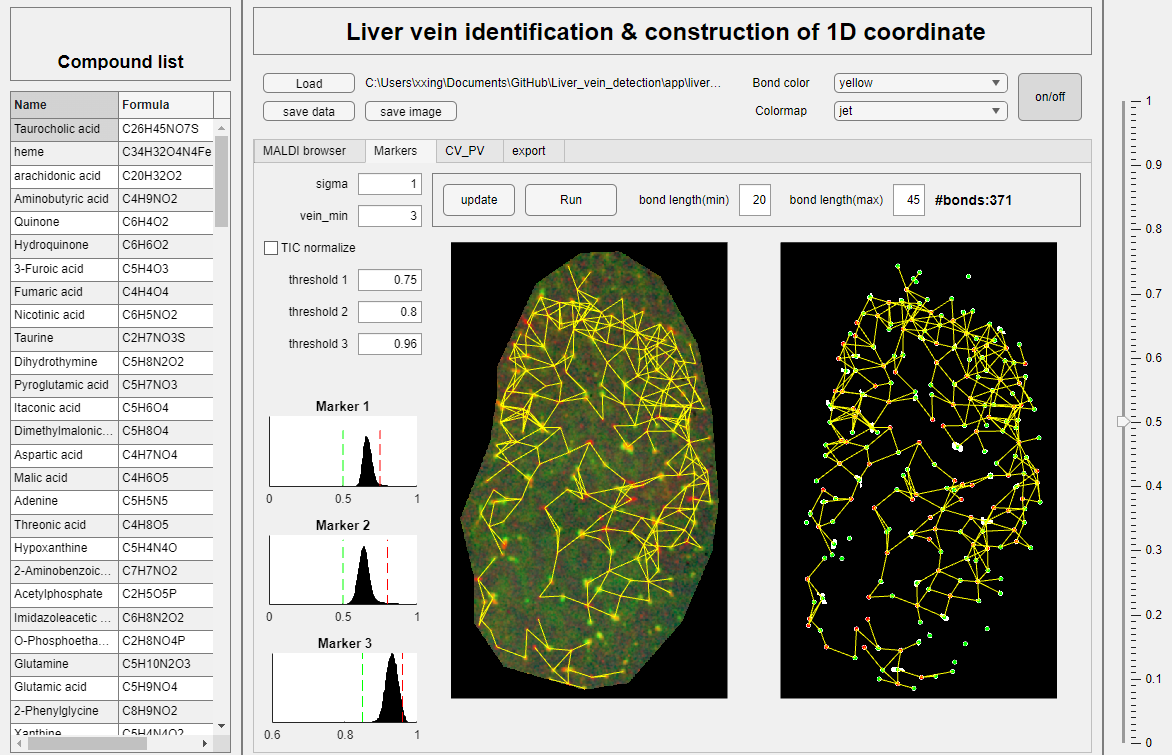 Compound list
Name Formula
Taurocholic acid C26H45NO7S
heme C34H32O4N4Fe
arachidonic acid C20H32O2
Aminobutyric acid C4H9NO2
Quinone C6H4O2
Hydroquinone C6H6O2
3-Furoic acid C5H4O3
Fumaric acid C4H4O4
Nicotinic acid C6H5NO2
Taurine C2H7NO3S
Dihydrothymine C5H8N2O2
Pyroglutamic acid C5H7NO3
Itaconic acid C5H6O4
Dimethylmalonic... C5H8O4
Aspartic acid C4H7NO4
Malic acid C4H6O5
Adenine C5H5N5
Threonic acid C4H8O5
Hypoxanthine C5H4N4O
2-Aminobenzoic... C7H7NO2
Acetylphosphate C2H5O5P
Imidazoleacetic ... C6H8N2O2
O-Phosphoetha... C2H8NO4P
Glutamine C5H10N2O3
Glutamic acid C5H9NO4
2-Phenylglycine C8H9NO2
Xanthine C5H4N4O2
Liver vein identification & construction of 1D coordinate
Load C:\Users\xxing\Documents\GitHub\Liver_vein_detection\app\liver... Bond color yellow
save data save image Colormap jet
on/off
MALDI browser Markers CV_PV export
sigma 1
vein_min 3
TIC normalize
threshold 1 0.75
threshold 2 0.8
threshold 3 0.96
update Run bond length(min) 20 bond length(max) 45 #bonds:371
Marker 1
0 0.5 1
Marker 2
0 0.5 1
Marker 3
0.6 0.8 1
1
0.9
0.8
0.7
0.6
0.5
0.4
0.3
0.2
0.1
0